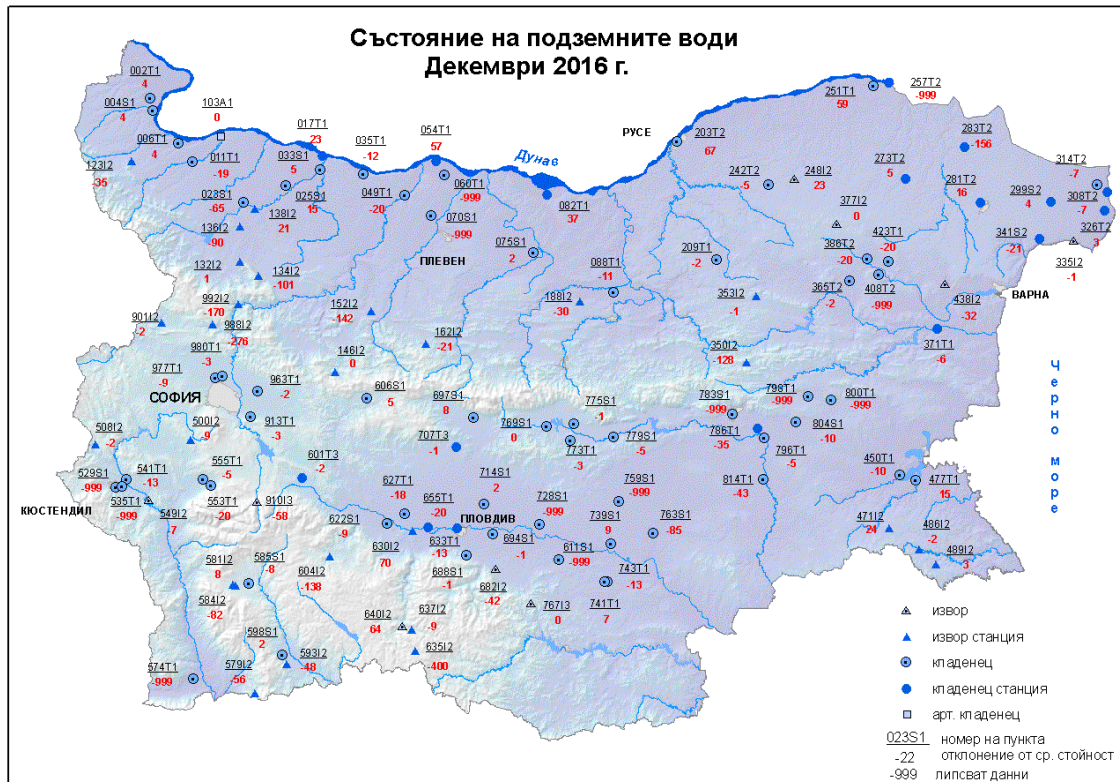 Състояние на подземните води
Декември 2016 г.
002T1
4
004S1
4
103A1
0
006T1
4
011T1
-19
123I2
-35
017T1
23
033S1
5
035T1
-12
054T1
57
Дунав
РУСЕ
203T2
67
251T1
59
257T2
-999
283T2
-156
023S1
-65
025S1
15
138I2
21
136I2
-90
049T1
-20
060T1
-999
070S1
-999
ПЛЕВЕН
082T1
37
075S1
2
242T2
-5
248I2
23
273T2
5
281T2
16
299S2
4
314T2
-7
308T2
-7
326T2
3
335I2
-1
341S2
-21
377I2
0
423T1
-20
386T2
-20
209T1
-2
088T1
-11
365T2
-2
408T2
-999
438I2
-32
ВАРНА
132I2
1
134I2
-101
992I2
-170
901I2
-2
988I2
-276
152I2
-142
188I2
-30
353I2
-1
162I2
-21
350I2
-128
371T1
-6
980T1
-3
977T1
-9
СОФИЯ
963T1
-2
146I2
0
606S1
5
697S1
8
769S1
0
775S1
-1
773T1
-3
779S1
-5
783S1
-999
798T1
-999
800T1
-999
804S1
-10
786T1
-35
796T1
-5
Черно море
913T1
-3
500I2
-9
508I2
-2
707T3
-1
529S1
-999
541T1
-13
535T1
-999
КЮСТЕНДИЛ
549I2
-7
555T1
-5
553T1
-20
910I3
-58
601T3
-2
627T1
-18
655T1
-20
714S1
2
728S1
-999
759S1
-999
739S1
9
763S1
-85
814T1
-43
450T1
-10
477T1
15
471I2
24
486I2
-2
489I2
3
622S1
-9
630I2
70
ПЛОВДИВ
633T1
-13
694S1
-1
688S1
-1
611S1
-999
682I2
-42
743T1
-13
741T1
7
767I3
0
581I2
8
585S1
-8
584I2
-82
604I2
-138
640I2
64
637I2
-9
635I2
400
598S1
2
593I2
-48
579I2
-56
574T1
-999
извор
извор станция
кладенец
кладенец станция
арт. кладенец
023S1 номер на пункта
-22 отклонение от ср. стойност
-999 липсват данни